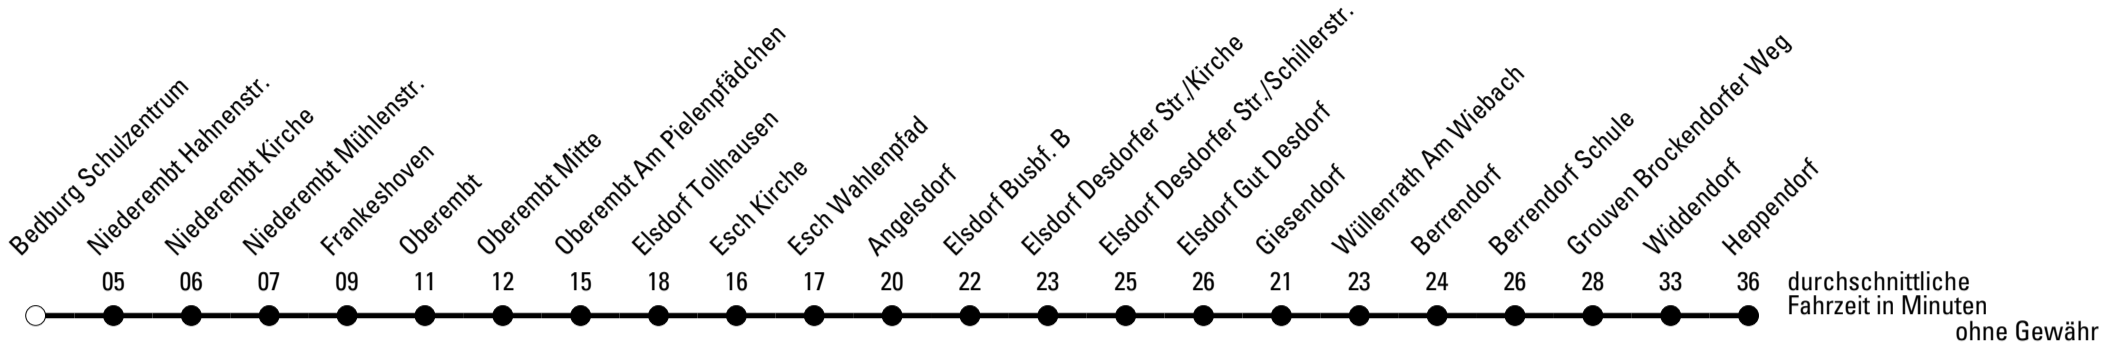 Bedburg Schulzentrum
Niederembt Hahnenstr.
Niederembt Kirche
Niederembt Mühlenstr.
Frankeshoven
Oberembt
Oberembt Mitte
Oberembt Am Pielenpfädchen
Elsdorf Tollhausen
Esch Kirche
Esch Wahlenpfad
Angelsdorf
Elsdorf Busbf. B
Elsdorf Desdorfer Str./Kirche
Elsdorf Desdorfer Str./Schillerstr.
Elsdorf Gut Desdorf
Giesendorf
Wüllenrath Am Wiebach
Berrendorf
Berrendorf Schule
Grouven Brockendorfer Weg
Widdendorf
Heppendorf
05 06 07 09 11 12 15 18 16 17 20 22 23 25 26 21 23 24 26 28 33 36
durchschnittliche
Fahrzeit in Minuten
ohne Gewähr